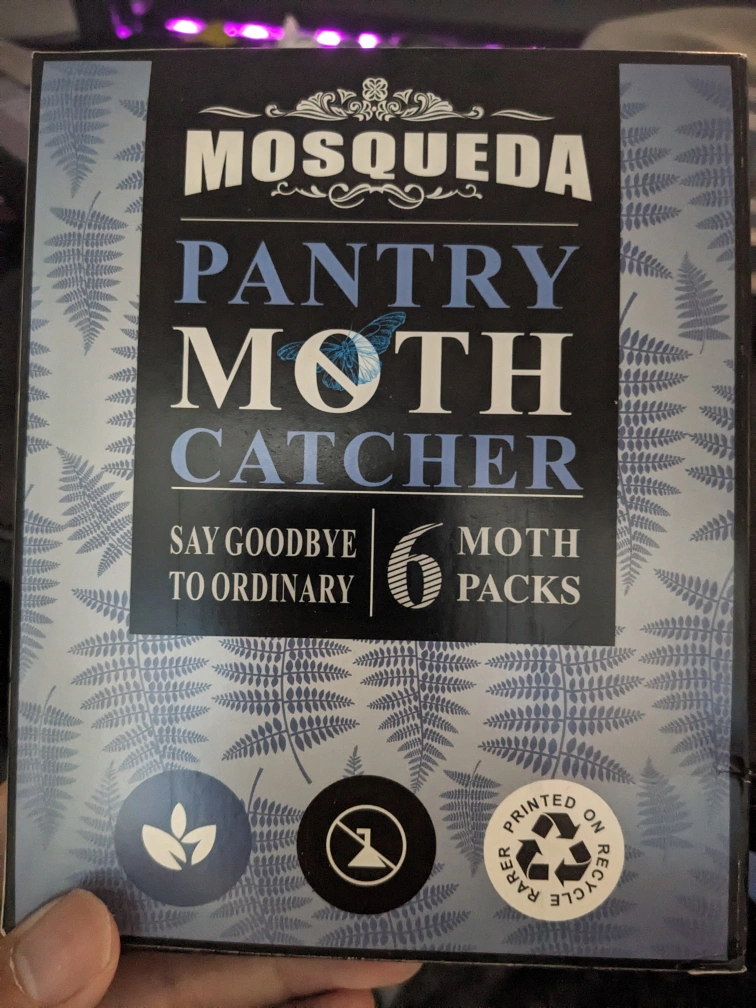 MOSQUEDA
PANTRY
MOTH
CATCHER
SAY GOODBYE
TO ORDINARY
6
MOTH
PACKS
PRINTED ON RECYCLE RARER